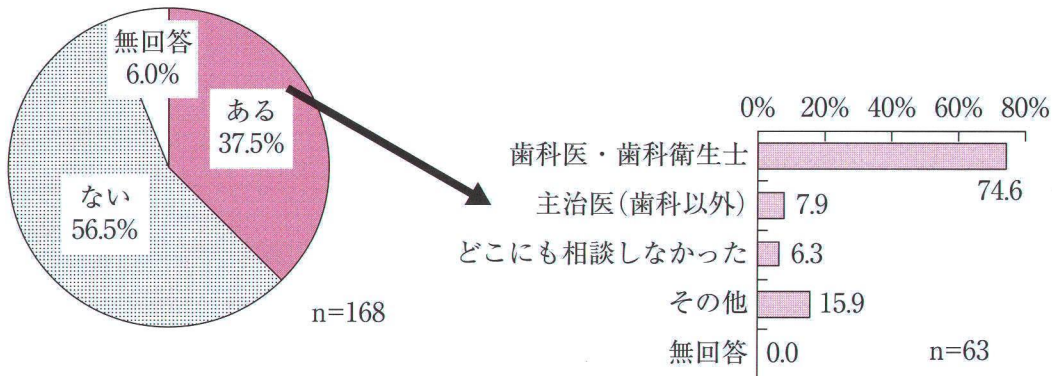 無回答
6.0%
ある
37.5%
ない
56.5%
n=168
0% 20% 40% 60% 80%
歯科医・歯科衛生士 74.6
主治医(歯科以外) 7.9
どこにも相談しなかった 6.3
その他 15.9
無回答 0.0
n=63